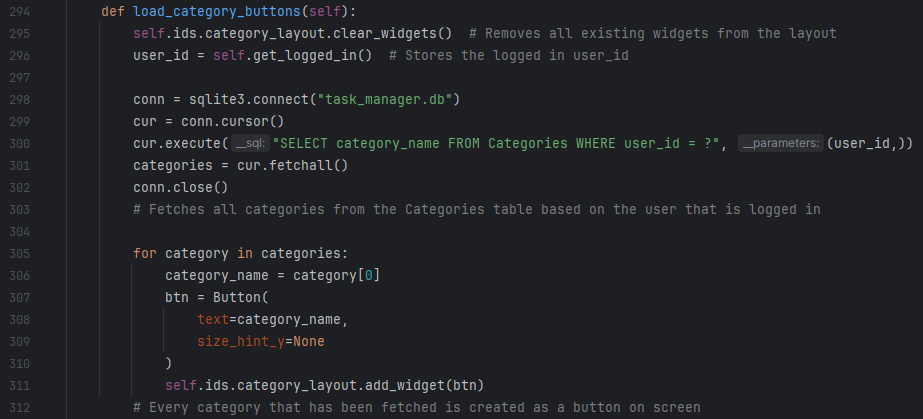 294 def load_category_buttons(self):
295 self.ids.category_layout.clear_widgets()  # Removes all existing widgets from the layout
296 user_id = self.get_logged_in()  # Stores the logged in user_id
297
298 conn = sqlite3.connect("task_manager.db")
299 cur = conn.cursor()
300 cur.execute( __sql: "SELECT category_name FROM Categories WHERE user_id = ?", __parameters: (user_id,))
301 categories = cur.fetchall()
302 conn.close()
303 # Fetches all categories from the Categories table based on the user that is logged in
304
305 for category in categories:
306 category_name = category[0]
307 btn = Button(
308 text=category_name,
309 size_hint_y=None
310 )
311 self.ids.category_layout.add_widget(btn)
312 # Every category that has been fetched is created as a button on screen